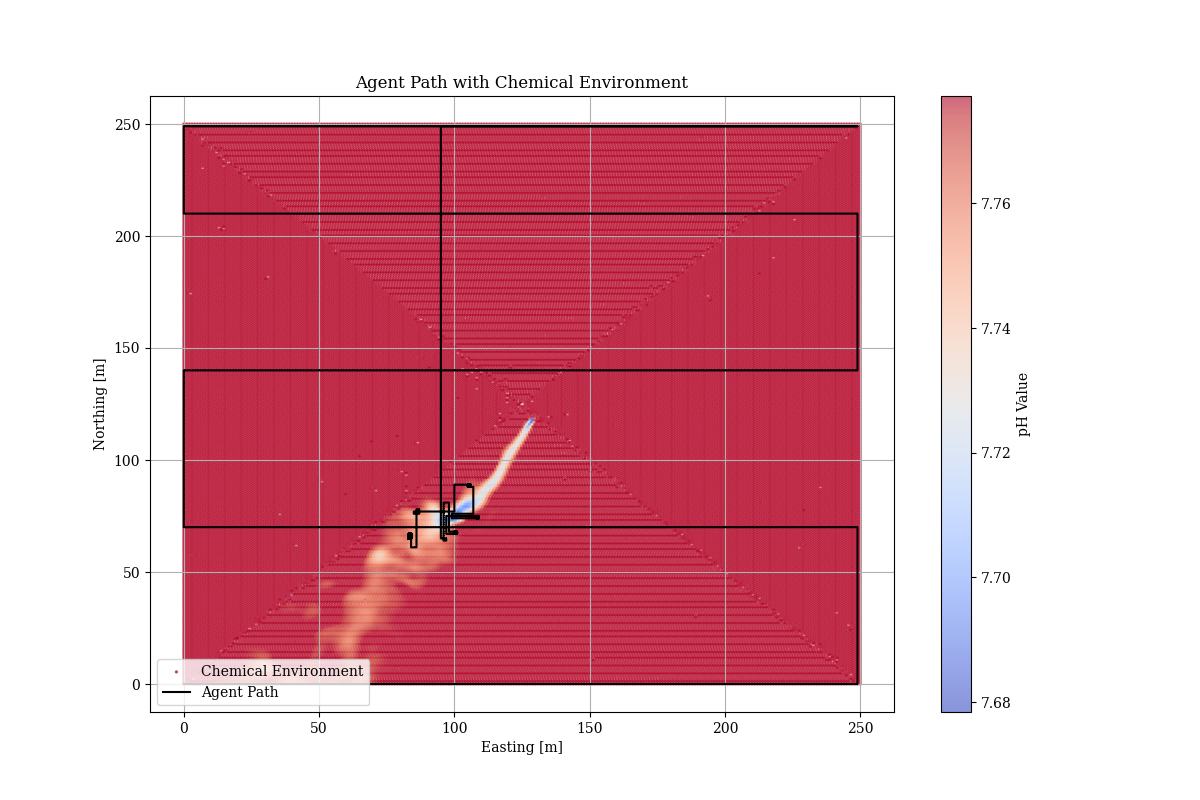 Agent Path with Chemical Environment
250
200
150
100
50
0
Northing [m]
0
50
100
150
200
250
Easting [m]
Chemical Environment
Agent Path
7.76
7.74
7.72
7.70
7.68
pH Value